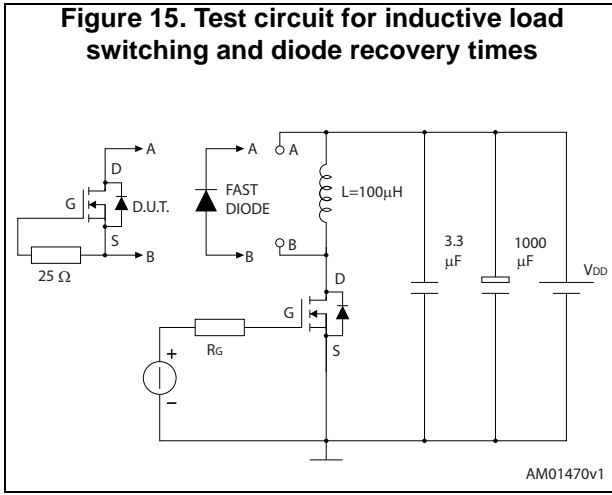 Figure 15. Test circuit for inductive load
switching and diode recovery times
A
D
G
D.U.T.
S
B
25 Ω
A
FAST
DIODE
B
A
L=100µH
B
D
G
S
RG
+
–
3.3
µF
1000
µF
VDD
AM01470v1